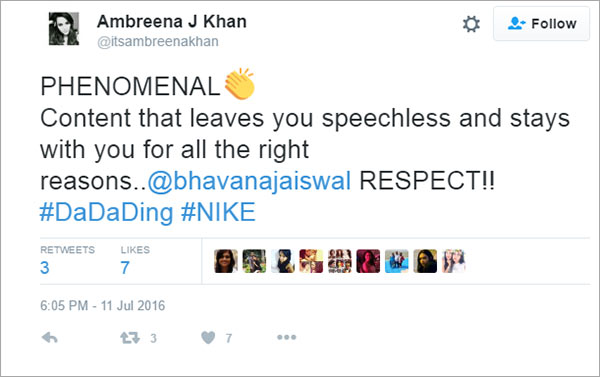 Ambreena J Khan
@itsambreenakhan
Follow
PHENOMENAL👏
Content that leaves you speechless and stays
with you for all the right
reasons..@bhavanajaiswal RESPECT!!
#DaDaDing #NIKE
RETWEETS LIKES
3 7
6:05 PM - 11 Jul 2016
3 7